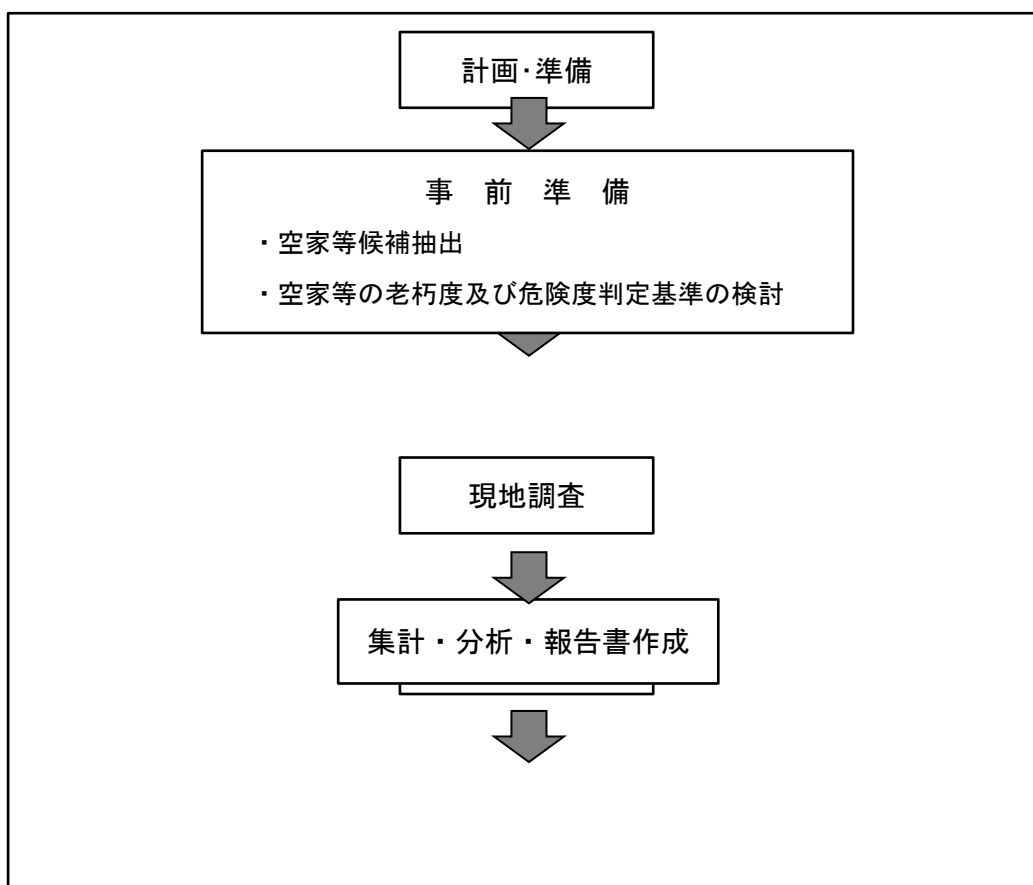 計画・準備
事　前　準　備
・空家等候補抽出
・空家等の老朽度及び危険度判定基準の検討
現地調査
集計・分析・報告書作成